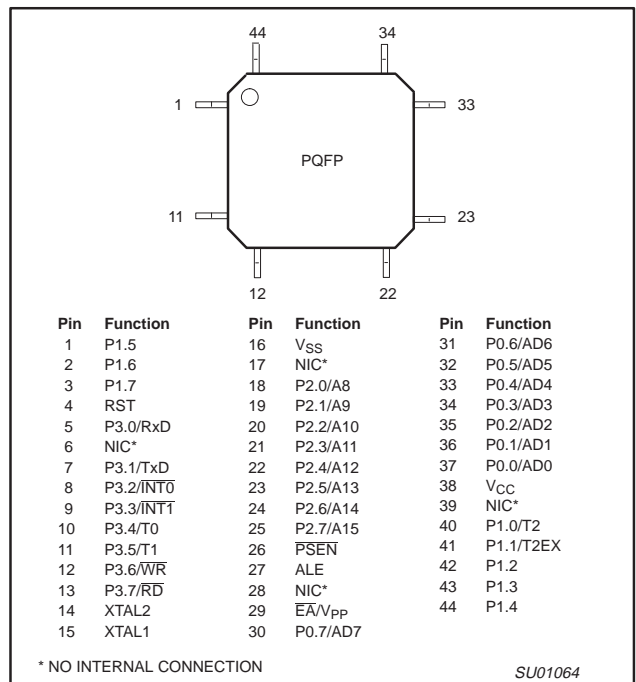 44 34
1 33
PQFP
11 23
12 22
Pin Function Pin Function Pin Function
1 P1.5 16 VSS 31 P0.6/AD6
2 P1.6 17 NIC* 32 P0.5/AD5
3 P1.7 18 P2.0/A8 33 P0.4/AD4
4 RST 19 P2.1/A9 34 P0.3/AD3
5 P3.0/RxD 20 P2.2/A10 35 P0.2/AD2
6 NIC* 21 P2.3/A11 36 P0.1/AD1
7 P3.1/TxD 22 P2.4/A12 37 P0.0/AD0
8 P3.2/I̅N̅T̅0̅ 23 P2.5/A13 38 VCC
9 P3.3/I̅N̅T̅1̅ 24 P2.6/A14 39 NIC*
10 P3.4/T0 25 P2.7/A15 40 P1.0/T2
11 P3.5/T1 26 P̅S̅E̅N̅ 41 P1.1/T2EX
12 P3.6/W̅R̅ 27 ALE 42 P1.2
13 P3.7/R̅D̅ 28 NIC* 43 P1.3
14 XTAL2 29 E̅A̅/VPP 44 P1.4
15 XTAL1 30 P0.7/AD7
* NO INTERNAL CONNECTION SU01064